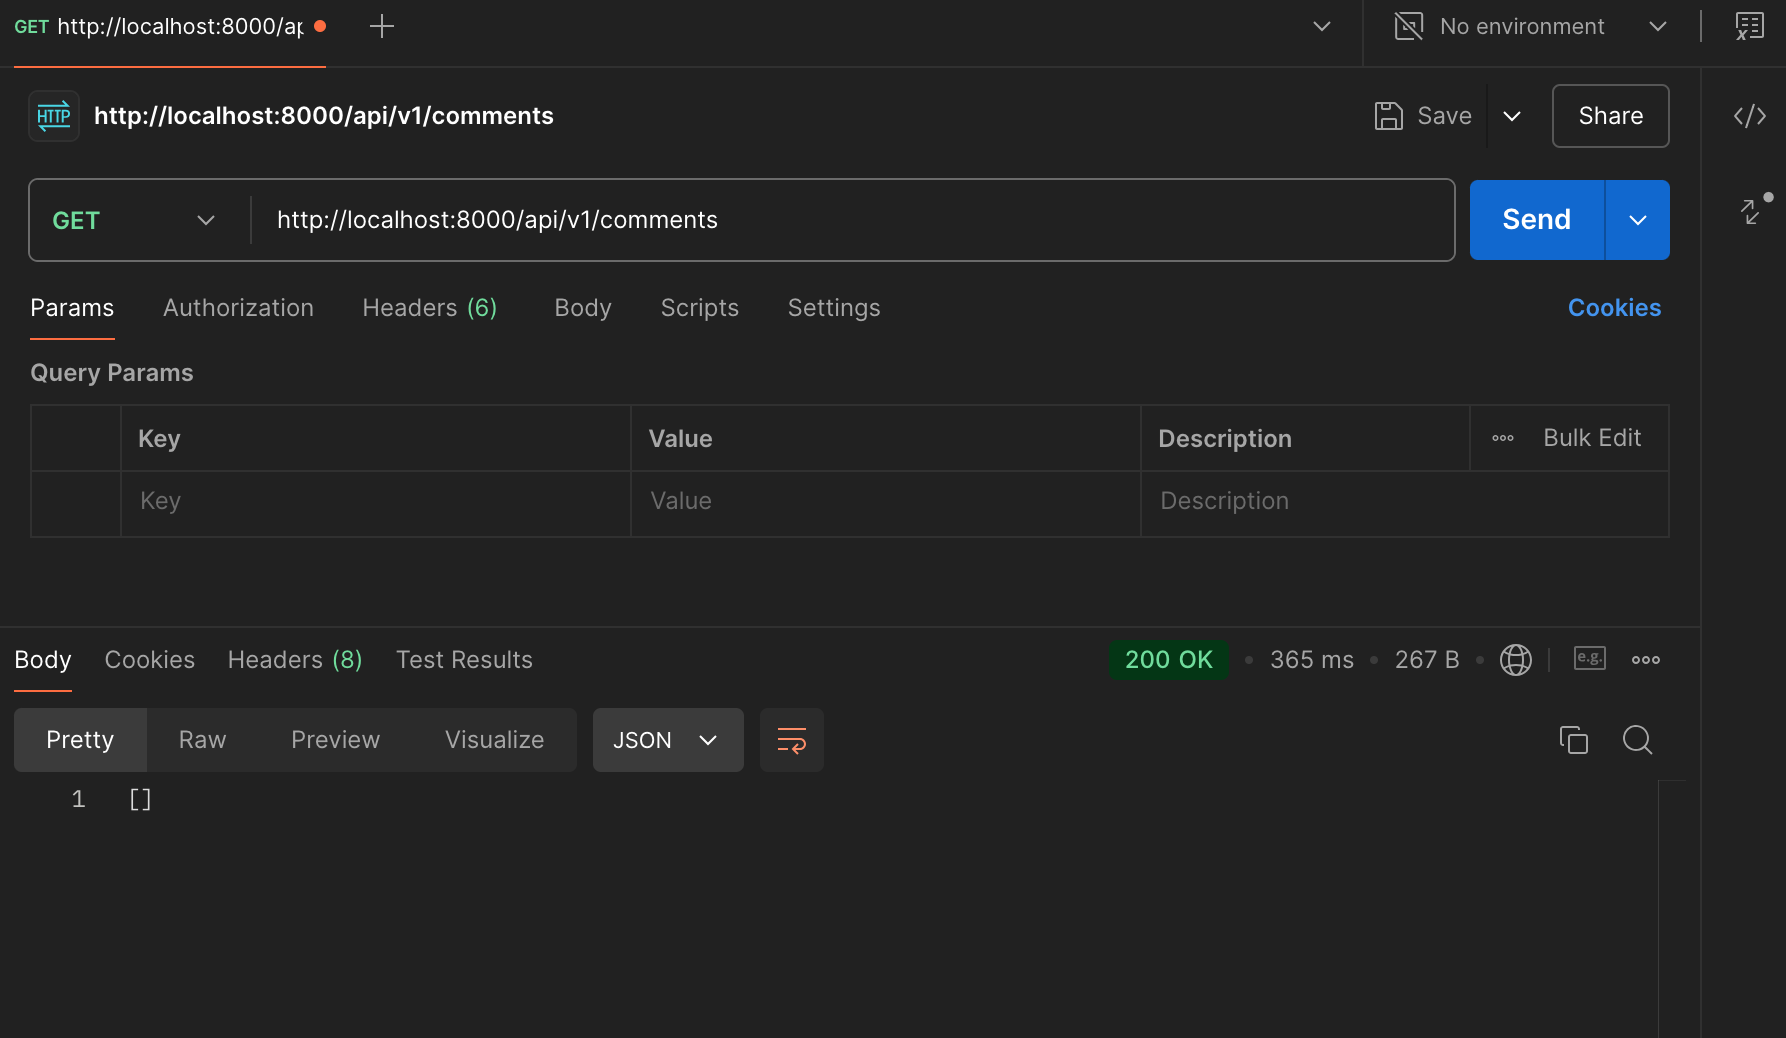 GET http://localhost:8000/ap
No environment
HTTP http://localhost:8000/api/v1/comments
Save
Share
GET http://localhost:8000/api/v1/comments
Send
Params Authorization Headers (6) Body Scripts Settings Cookies
Query Params
Key Value Description Bulk Edit
Key Value Description
Body Cookies Headers (8) Test Results 200 OK • 365 ms • 267 B • e.g.
Pretty Raw Preview Visualize JSON
1 []